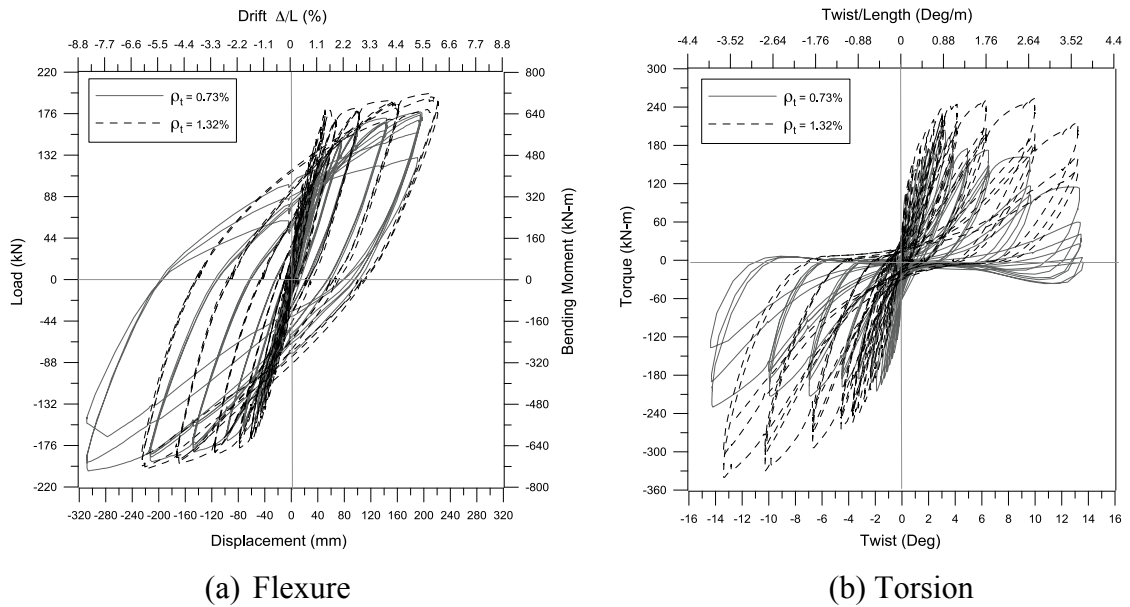 Drift Δ/L (%)
-8.8 -7.7 -6.6 -5.5 -4.4 -3.3 -2.2 -1.1 0 1.1 2.2 3.3 4.4 5.5 6.6 7.7 8.8
220
176
132
88
44
0
-44
-88
-132
-176
-220
Load (kN)
ρt = 0.73%
ρt = 1.32%
800
640
480
320
160
0
-160
-320
-480
-640
-800
Bending Moment (kN-m)
-320 -280 -240 -200 -160 -120 -80 -40 0 40 80 120 160 200 240 280 320
Displacement (mm)
(a) Flexure
Twist/Length (Deg/m)
-4.4 -3.52 -2.64 -1.76 -0.88 0 0.88 1.76 2.64 3.52 4.4
300
240
180
120
60
0
-60
-120
-180
-240
-300
-360
Torque (kN-m)
ρt = 0.73%
ρt = 1.32%
-16 -14 -12 -10 -8 -6 -4 -2 0 2 4 6 8 10 12 14 16
Twist (Deg)
(b) Torsion